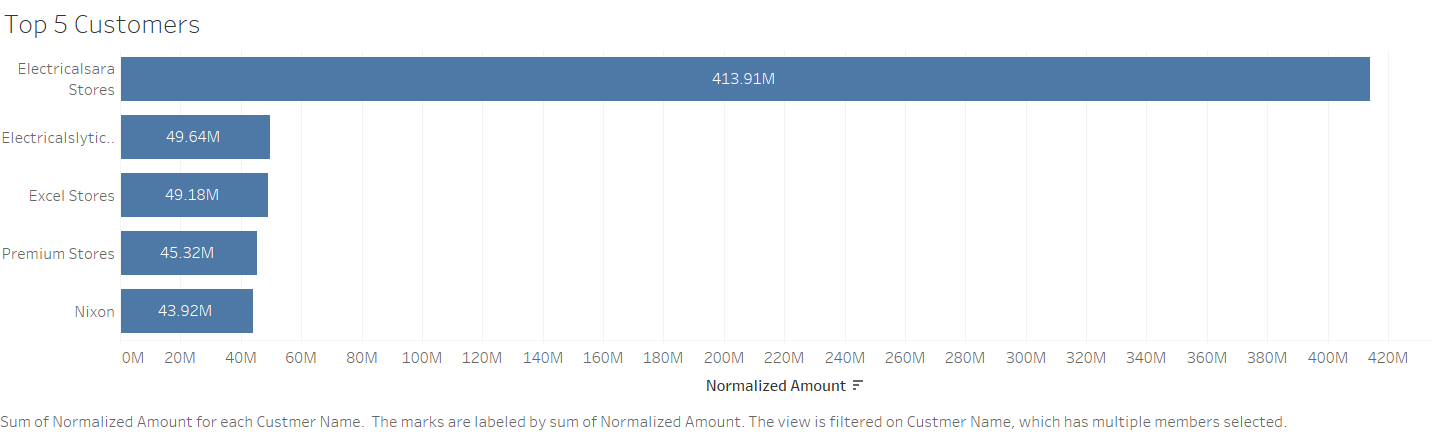 Top 5 Customers
Electricalsara
Stores
413.91M
Electricalslytic..
49.64M
Excel Stores
49.18M
Premium Stores
45.32M
Nixon
43.92M
0M 20M 40M 60M 80M 100M 120M 140M 160M 180M 200M 220M 240M 260M 280M 300M 320M 340M 360M 380M 400M 420M
Normalized Amount
Sum of Normalized Amount for each Custmer Name.  The marks are labeled by sum of Normalized Amount. The view is filtered on Custmer Name, which has multiple members selected.